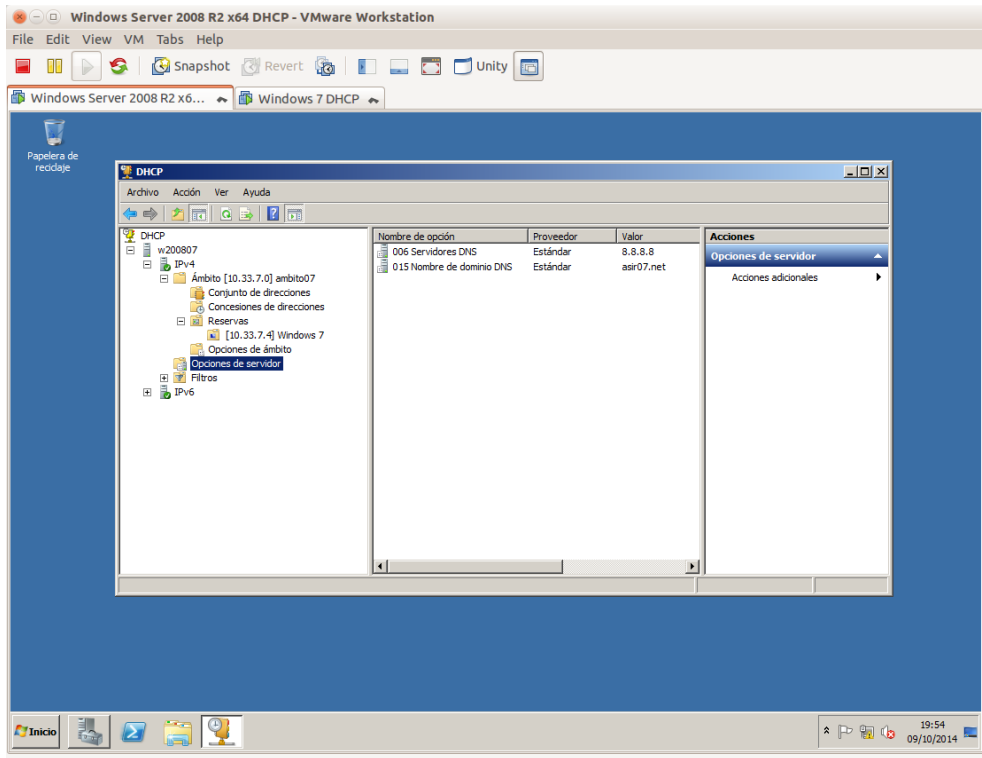 Windows Server 2008 R2 x64 DHCP - VMware Workstation
File Edit View VM Tabs Help
Snapshot Revert Unity
Windows Server 2008 R2 x6... Windows 7 DHCP
Papelera de
reciclaje
DHCP
Archivo Acción Ver Ayuda
DHCP
w200807
IPv4
Ámbito [10.33.7.0] ambito07
Conjunto de direcciones
Concesiones de direcciones
Reservas
[10.33.7.4] Windows 7
Opciones de ámbito
Opciones de servidor
Filtros
IPv6
Nombre de opción Proveedor Valor
006 Servidores DNS Estándar 8.8.8.8
015 Nombre de dominio DNS Estándar asir07.net
Acciones
Opciones de servidor
Acciones adicionales
Inicio
19:54
09/10/2014